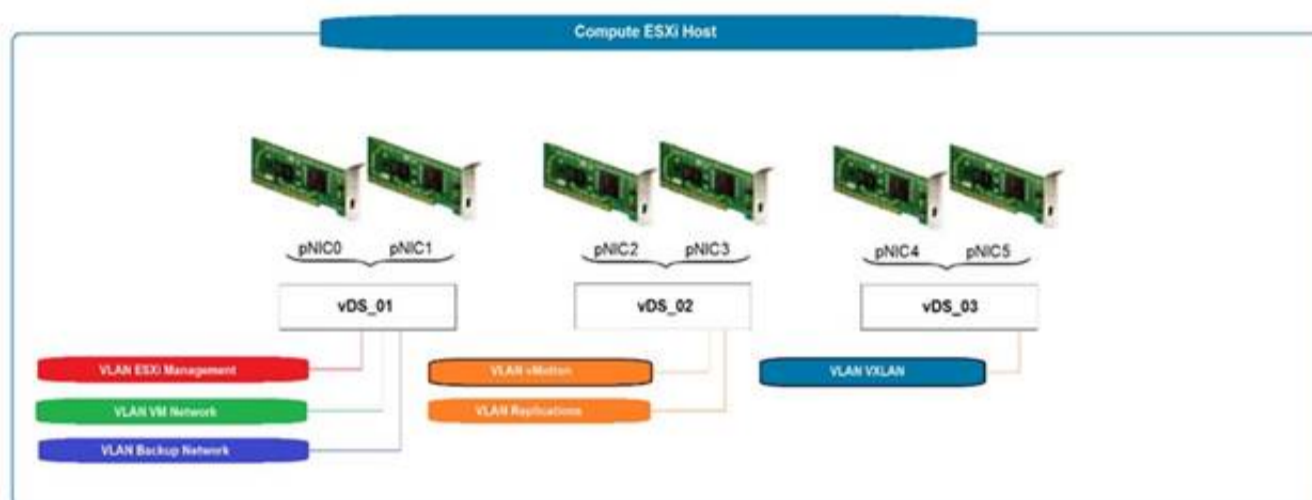 Compute ESXi Host
pNIC0 pNIC1 pNIC2 pNIC3 pNIC4 pNIC5
vDS_01 vDS_02 vDS_03
VLAN ESXi Management VLAN vMotion VLAN VXLAN
VLAN VM Network VLAN Replications
VLAN Backup Network